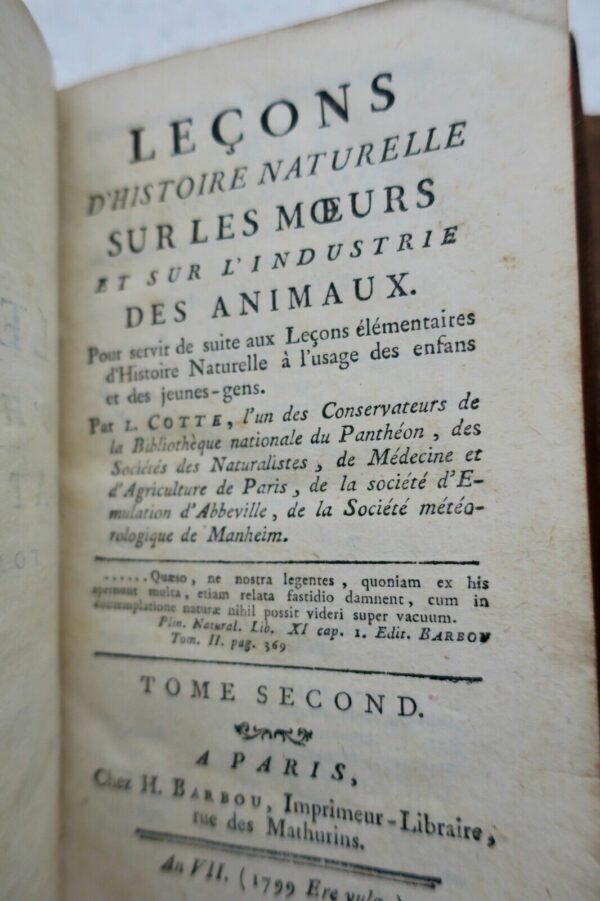 LEÇONS
D'HISTOIRE NATURELLE
SUR LES MŒURS
ET SUR L'INDUSTRIE
DES ANIMAUX.
Pour servir de suite aux Leçons élémentaires
d'Histoire Naturelle à l'usage des enfans
et des jeunes-gens.
Par L. COTTE, l'un des Conservateurs de
la Bibliothèque nationale du Panthéon, des
Sociétés des Naturalistes, de Médecine et
d'Agriculture de Paris, de la société d'E-
mulation d'Abbeville, de la Société météo-
rologique de Manheim.
......Quæso, ne nostra legentes, quoniam ex his
spernunt multa, etiam relata fastidio damnent, cum in
contemplatione naturæ nihil possit videri super vacuum.
Plin. Natural. Lib. XI cap. 1. Edit. BARBOU
Tom. II. pag. 369
TOME SECOND.
A PARIS,
Chez H. BARBOU, Imprimeur-Libraire,
rue des Mathurins.
An VII. (1799 Ere vulg.)